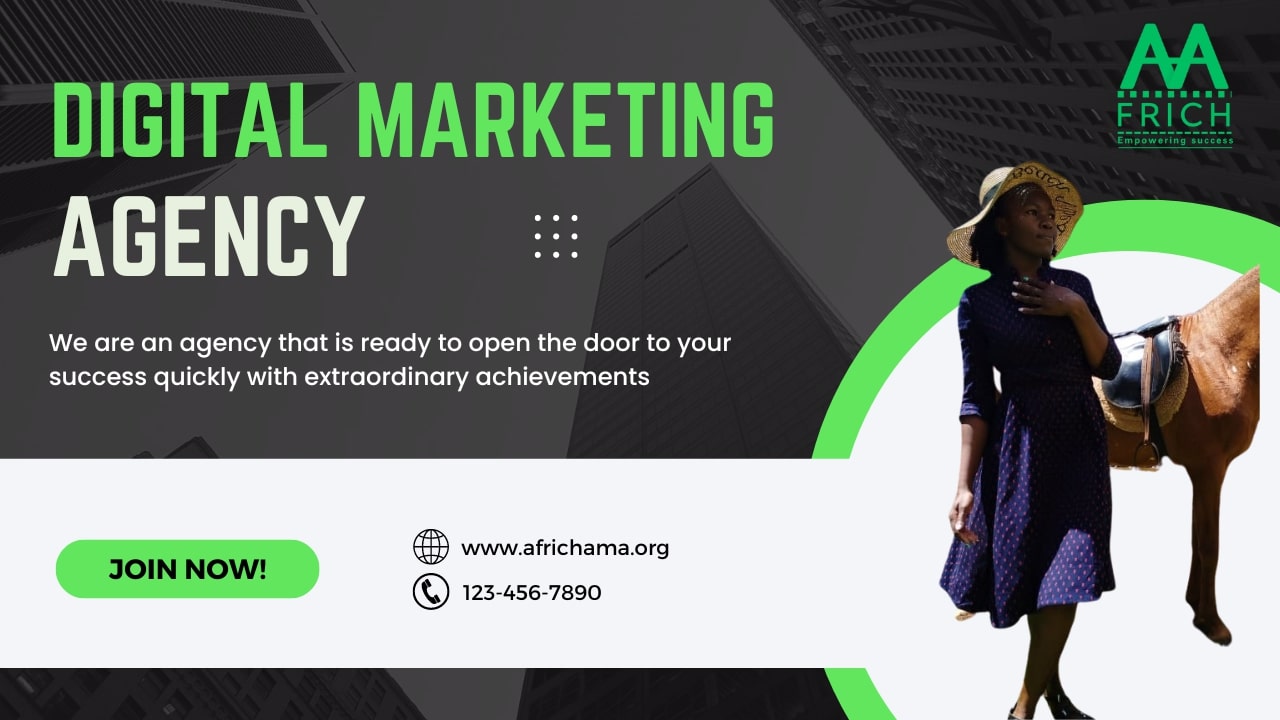 DIGITAL MARKETING
AGENCY
We are an agency that is ready to open the door to your
success quickly with extraordinary achievements
JOIN NOW!
www.africhama.org
123-456-7890
AA
FRICH
Empowering success